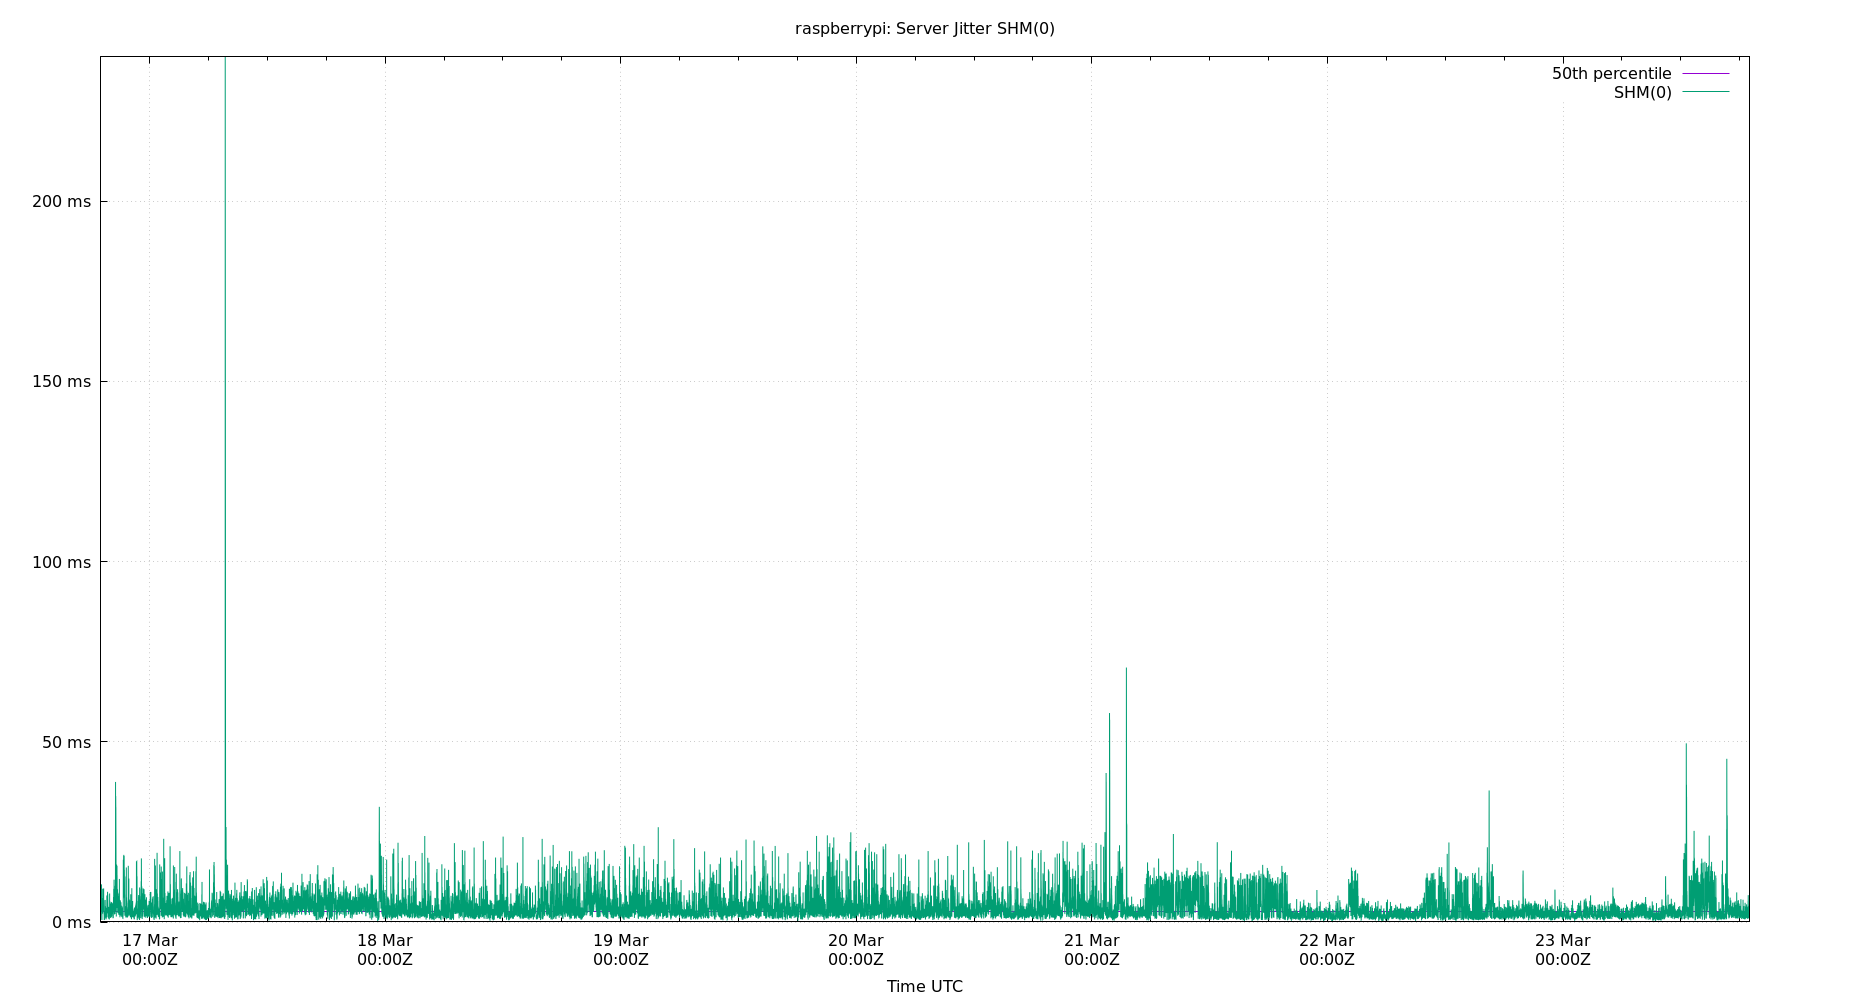 raspberrypi: Server Jitter SHM(0)
50th percentile
SHM(0)
200 ms
150 ms
100 ms
50 ms
0 ms
17 Mar 18 Mar 19 Mar 20 Mar 21 Mar 22 Mar 23 Mar
00:00Z 00:00Z 00:00Z 00:00Z 00:00Z 00:00Z 00:00Z
Time UTC